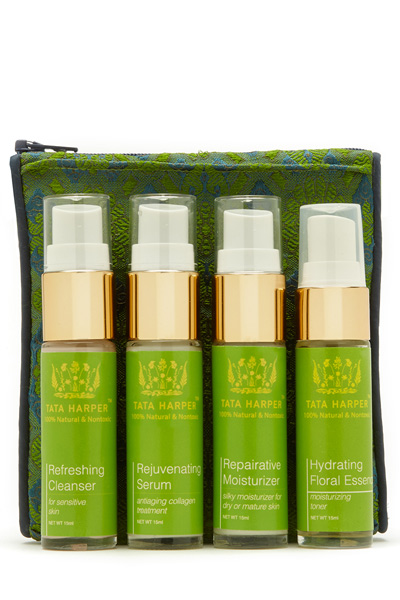 TATA HARPER™
100% Natural & Nontoxic
Refreshing
Cleanser
for sensitive
skin
NET WT 15ml
TATA HARPER
100% Natural & Nontoxic
Rejuvenating
Serum
antiaging collagen
treatment
NET WT 15ml
TATA HARPER
100% Natural & Nontoxic
Repairative
Moisturizer
silky moisturizer for
dry or mature skin
NET WT 15ml
TATA HARPER
100% Natural & Nontoxic
Hydrating
Floral Essenc
moisturizing
toner
NET WT 15ml